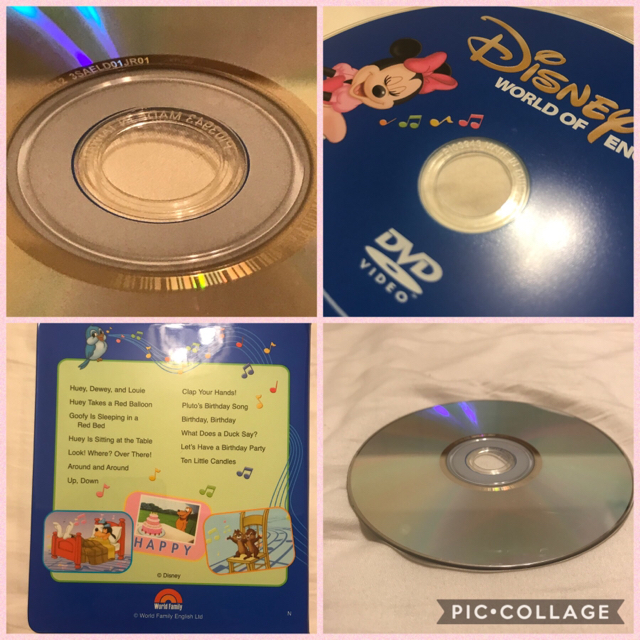 3SAELD01JR01
DISNEY
WORLD OF EN
DVD
VIDEO
Huey, Dewey, and Louie
Huey Takes a Red Balloon
Goofy Is Sleeping in a
Red Bed
Huey Is Sitting at the Table
Look! Where? Over There!
Around and Around
Up, Down
Clap Your Hands!
Pluto's Birthday Song
Birthday, Birthday
What Does a Duck Say?
Let's Have a Birthday Party
Ten Little Candles
HAPPY
© Disney
World Family
© World Family English Ltd
N
PIC•COLLAGE